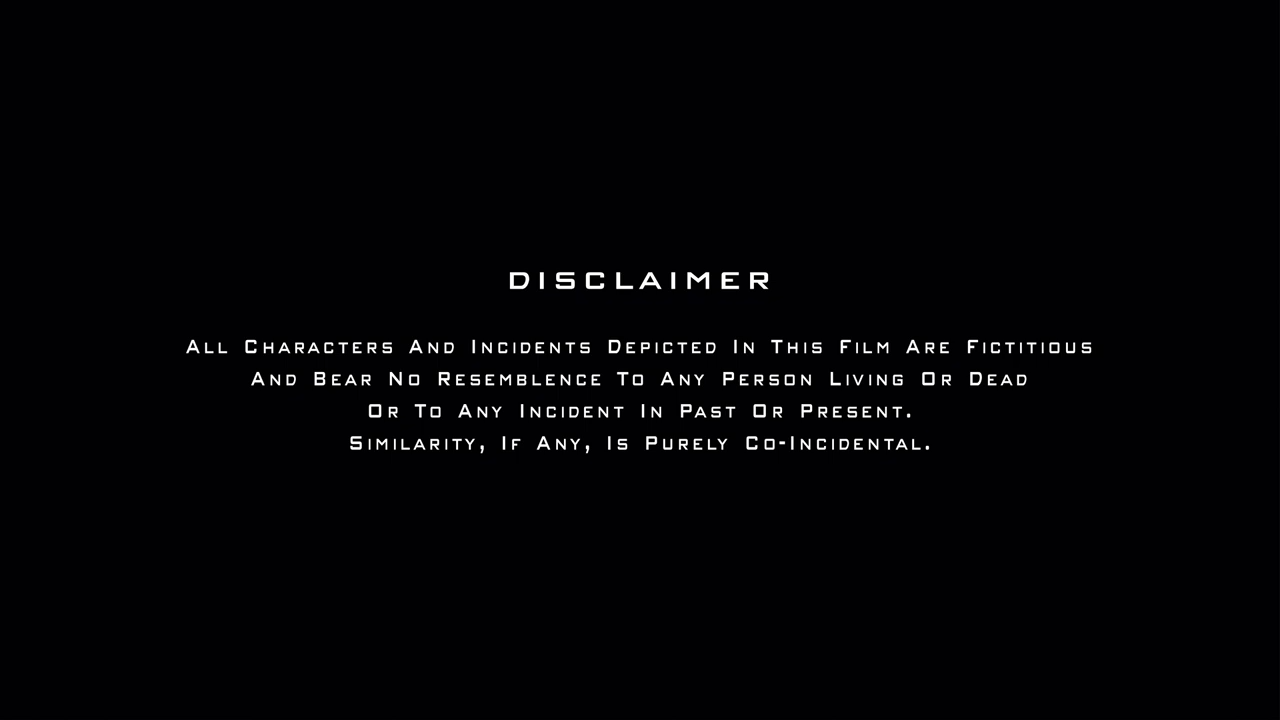 DISCLAIMER
All Characters And Incidents Depicted In This Film Are Fictitious
And Bear No Resemblence To Any Person Living Or Dead
Or To Any Incident In Past Or Present.
Similarity, If Any, Is Purely Co-Incidental.